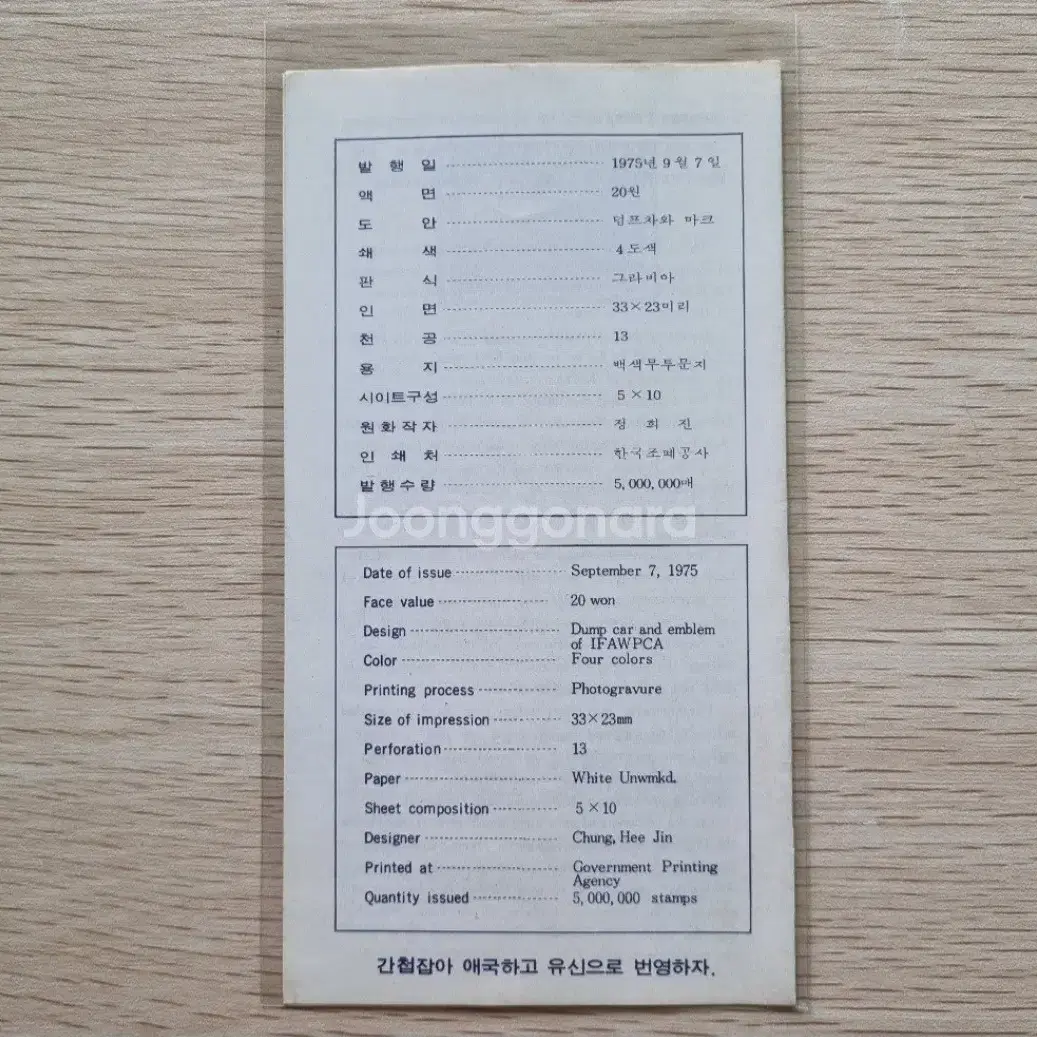 발 행 일 1975년 9월 7일
액 면 20원
도 안 덤프차와 마크
쇄 색 4도색
판 식 그라비아
인 면 33×23미리
천 공 13
용 지 백색무투문지
시이트구성 5×10
원화작자 정 희 진
인 쇄 처 한국조폐공사
발행수량 5,000,000매
Joonggonara
Date of issue September 7, 1975
Face value 20 won
Design Dump car and emblem
of IFAWPCA
Color Four colors
Printing process Photogravure
Size of impression 33×23mm
Perforation 13
Paper White Unwmkd.
Sheet composition 5×10
Designer Chung, Hee Jin
Printed at Government Printing
Agency
Quantity issued 5,000,000 stamps
간첩잡아 애국하고 유신으로 번영하자.